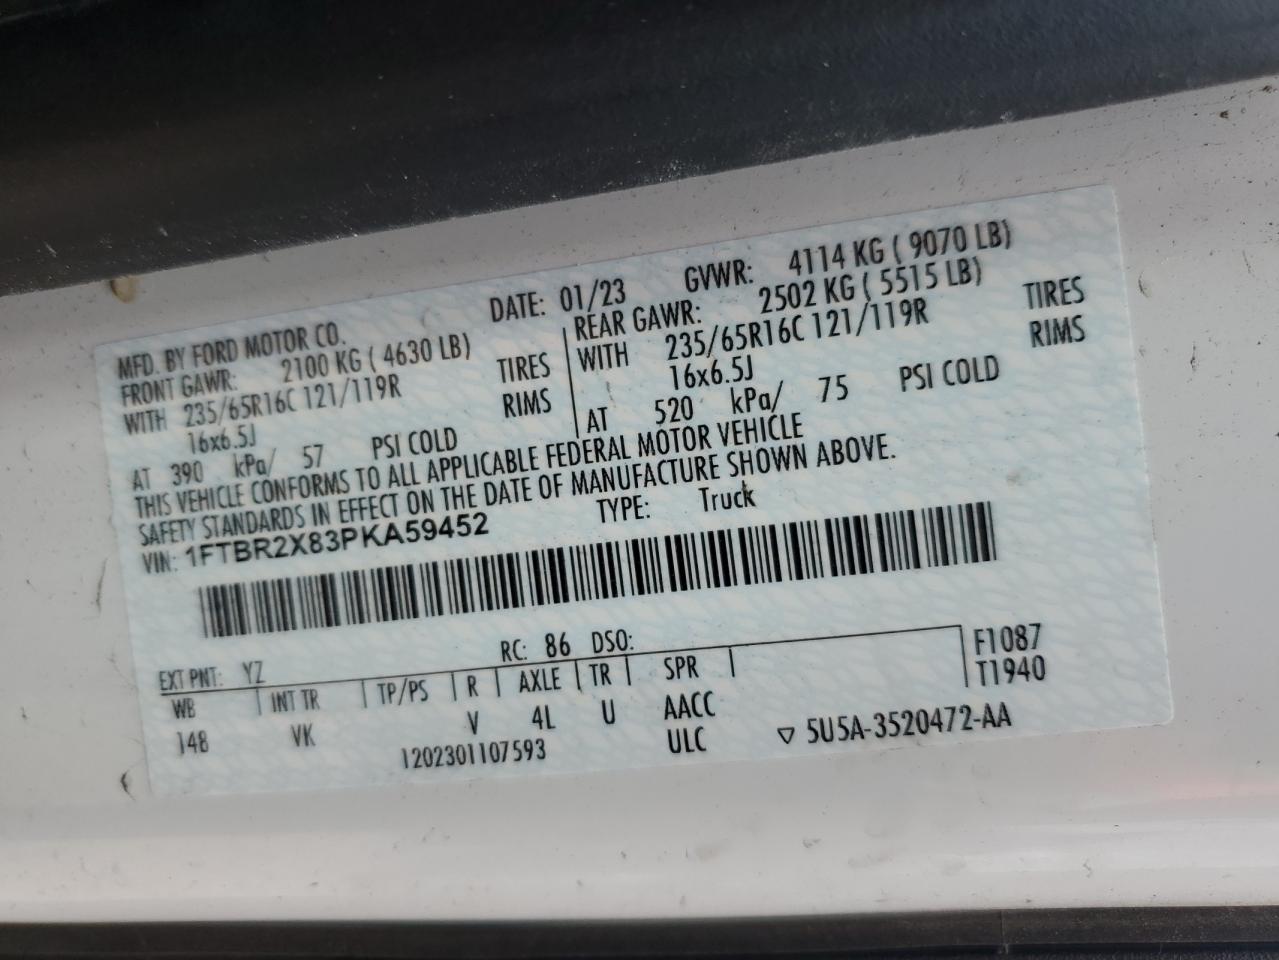 MFD. BY FORD MOTOR CO. DATE: 01/23 GVWR: 4114 KG ( 9070 LB)
FRONT GAWR: 2100 KG ( 4630 LB) REAR GAWR: 2502 KG ( 5515 LB)
WITH 235/65R16C 121/119R TIRES WITH 235/65R16C 121/119R TIRES
16x6.5J RIMS 16x6.5J RIMS
AT 390 kPa/ 57 PSI COLD AT 520 kPa/ 75 PSI COLD
THIS VEHICLE CONFORMS TO ALL APPLICABLE FEDERAL MOTOR VEHICLE
SAFETY STANDARDS IN EFFECT ON THE DATE OF MANUFACTURE SHOWN ABOVE.
VIN: 1FTBR2X83PKA59452 TYPE: Truck
EXT PNT: YZ RC: 86 DSO: F1087
WB INT TR TP/PS R AXLE TR SPR T1940
148 VK V 4L U AACC
1202301107593 ULC ▽ 5U5A-3520472-AA